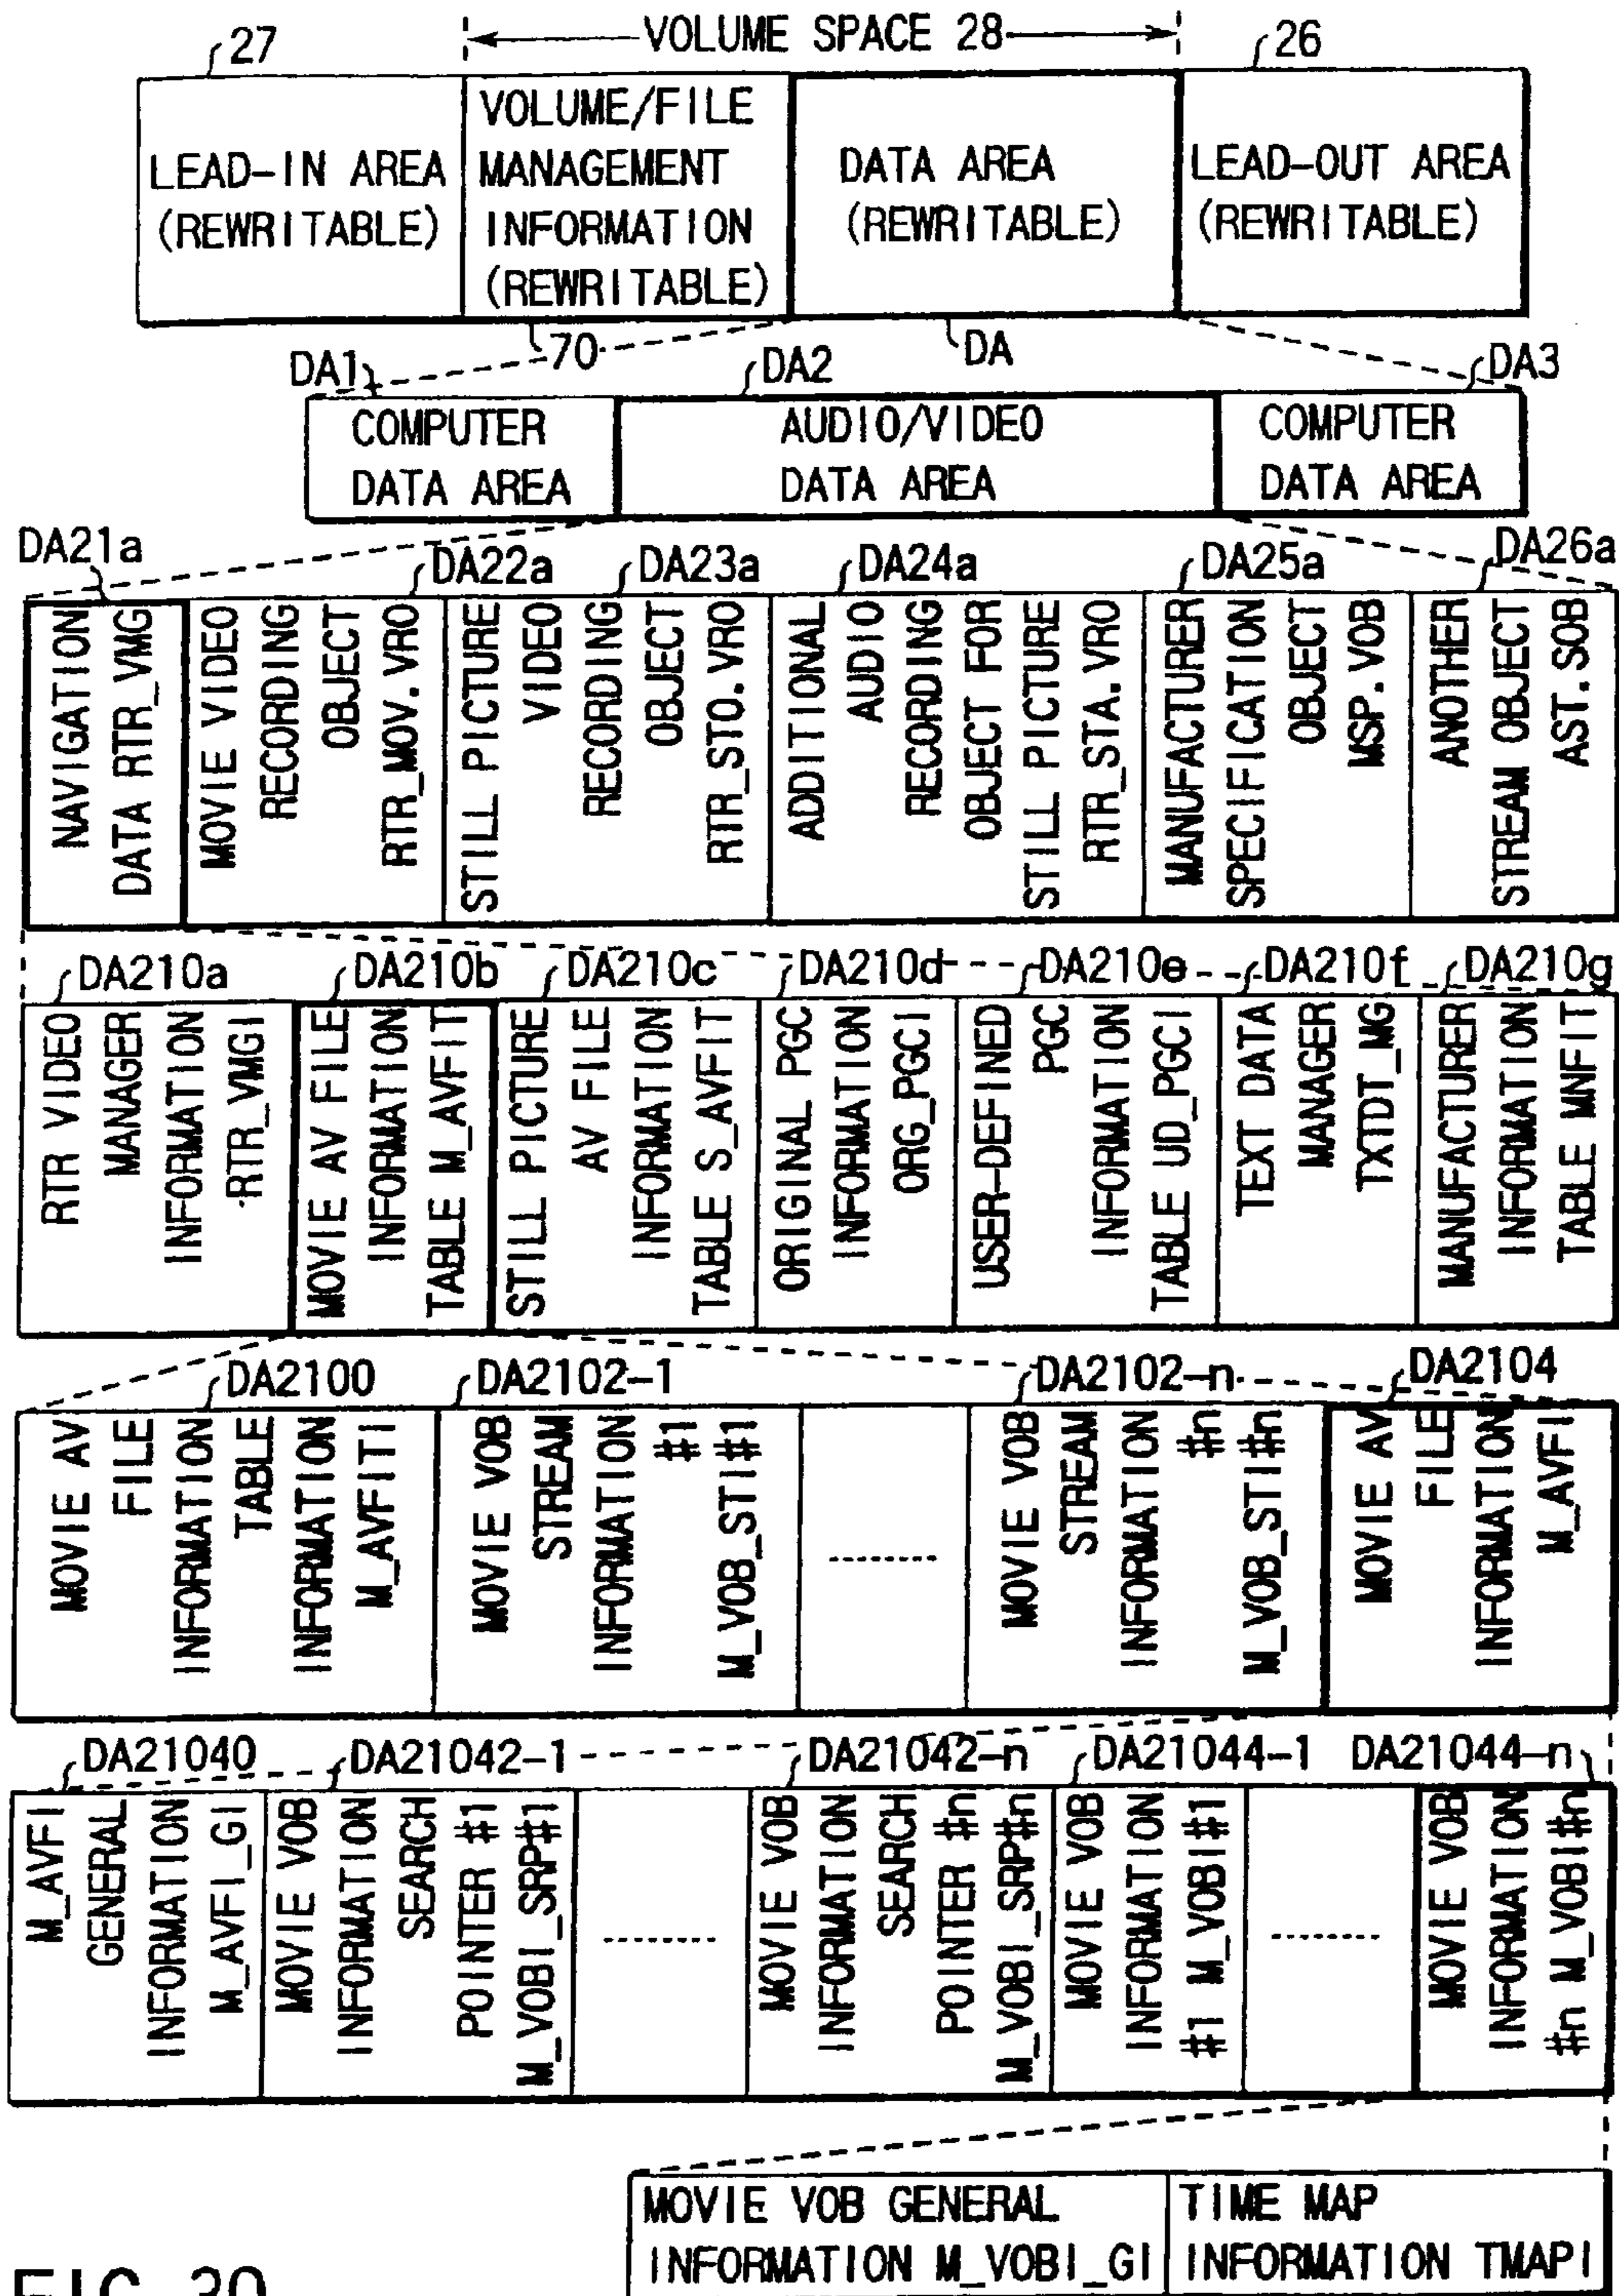 27
VOLUME SPACE 28
26
LEAD-IN AREA
(REWRITABLE)
VOLUME/FILE
MANAGEMENT
INFORMATION
(REWRITABLE)
DATA AREA
(REWRITABLE)
LEAD-OUT AREA
(REWRITABLE)
70
DA
DA1
DA2
DA3
COMPUTER
DATA AREA
AUDIO/VIDEO
DATA AREA
COMPUTER
DATA AREA
DA21a
DA22a
DA23a
DA24a
DA25a
DA26a
NAVIGATION
DATA RTR_VMG
MOVIE VIDEO
RECORDING
OBJECT
RTR_MOV.VRO
STILL PICTURE
VIDEO
RECORDING
OBJECT
RTR_STO.VRO
ADDITIONAL
AUDIO
RECORDING
OBJECT FOR
STILL PICTURE
RTR_STA.VRO
MANUFACTURER
SPECIFICATION
OBJECT
MSP.VOB
ANOTHER
STREAM OBJECT
AST.SOB
DA210a
DA210b
DA210c
DA210d
DA210e
DA210f
DA210g
RTR VIDEO
MANAGER
INFORMATION
RTR_VMGI
MOVIE AV FILE
INFORMATION
TABLE M_AVFIT
STILL PICTURE
AV FILE
INFORMATION
TABLE S_AVFIT
ORIGINAL PGC
INFORMATION
ORG_PGCI
USER-DEFINED
PGC
INFORMATION
TABLE UD_PGCI
TEXT DATA
MANAGER
TXTDT_MG
MANUFACTURER
INFORMATION
TABLE MNFIT
DA2100
DA2102-1
DA2102-n
DA2104
MOVIE AV
FILE
INFORMATION
TABLE
INFORMATION
M_AVFITI
MOVIE VOB
STREAM
INFORMATION
#1
M_VOB_STI#1
MOVIE VOB
STREAM
INFORMATION
#n
M_VOB_STI#n
MOVIE AV
FILE
INFORMATION
M_AVFI
DA21040
DA21042-1
DA21042-n
DA21044-1
DA21044-n
M_AVFI
GENERAL
INFORMATION
M_AVFI_GI
MOVIE VOB
INFORMATION
SEARCH
POINTER #1
M_VOBI_SRP#1
MOVIE VOB
INFORMATION
SEARCH
POINTER #n
M_VOBI_SRP#n
MOVIE VOB
INFORMATION
#1 M_VOBI#1
MOVIE VOB
INFORMATION
#n M_VOBI#n
MOVIE VOB GENERAL
INFORMATION M_VOBI_GI
TIME MAP
INFORMATION TMAPI